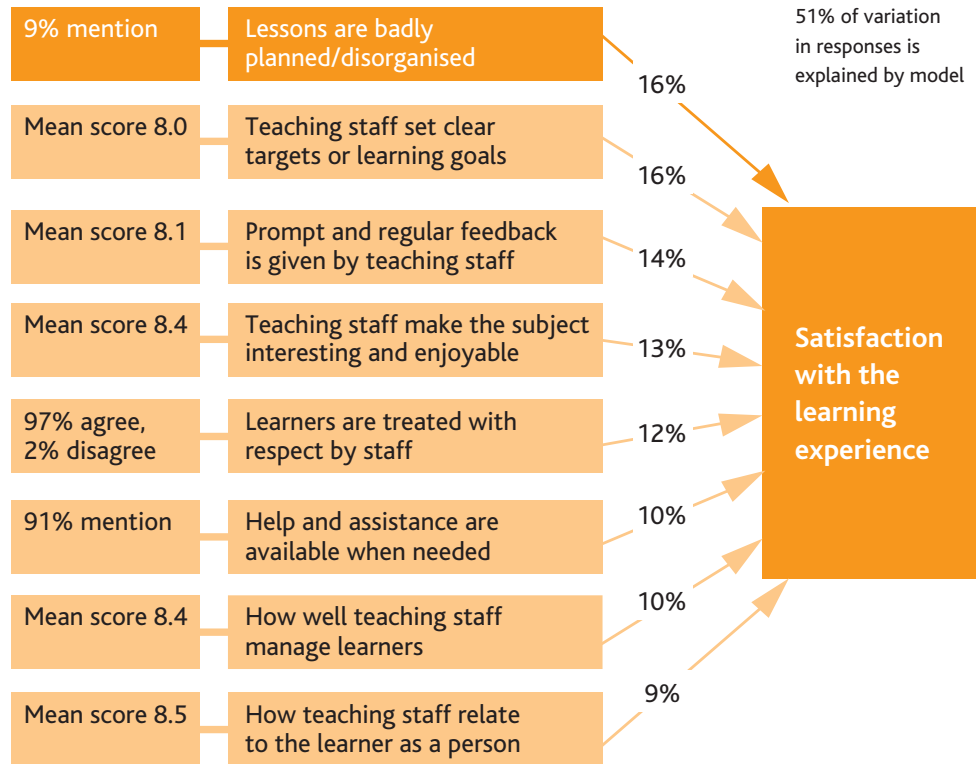 9% mention
Lessons are badly
planned/disorganised
16%
51% of variation
in responses is
explained by model
Mean score 8.0
Teaching staff set clear
targets or learning goals
16%
Mean score 8.1
Prompt and regular feedback
is given by teaching staff
14%
Mean score 8.4
Teaching staff make the subject
interesting and enjoyable
13%
97% agree,
2% disagree
Learners are treated with
respect by staff
12%
91% mention
Help and assistance are
available when needed
10%
Mean score 8.4
How well teaching staff
manage learners
10%
Mean score 8.5
How teaching staff relate
to the learner as a person
9%
Satisfaction
with the
learning
experience